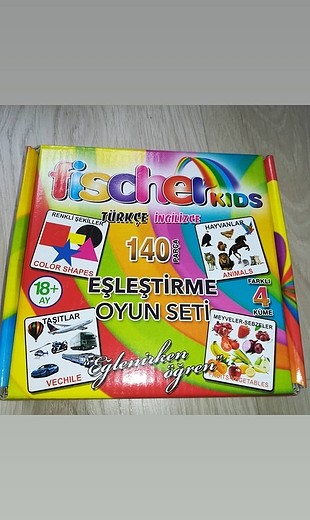 fischer KIDS
TÜRKÇE İNGİLİZCE
140 PARÇA
EŞLEŞTİRME
OYUN SETİ
RENKLİ ŞEKİLLER
COLOR SHAPES
HAYVANLAR
ANIMALS
18+
AY
FARKLI
4
KÜME
TAŞITLAR
VECHILE
MEYVELER-SEBZELER
VEGETABLES
"Eğlenirken
öğren"